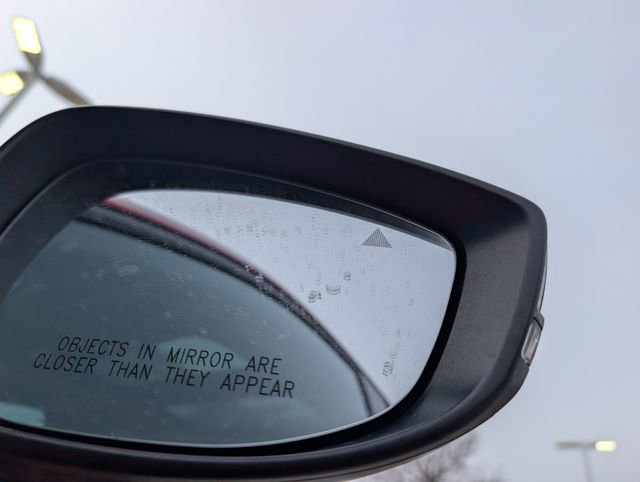 OBJECTS IN MIRROR ARE
CLOSER THAN THEY APPEAR